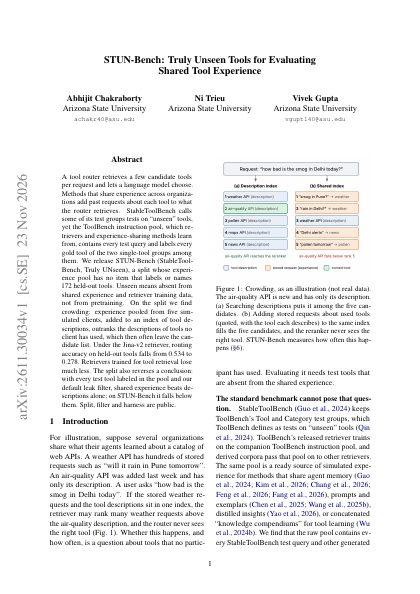 STUN-Bench: Truly Unseen Tools for Evaluating
Shared Tool Experience
Abhijit Chakraborty
Arizona State University
achakr40@asu.edu
Ni Trieu
Arizona State University
Vivek Gupta
Arizona State University
vgupt140@asu.edu
arXiv:2611.30034v1 [cs.SE] 23 Nov 2026
Abstract
A tool router retrieves a few candidate tools
per request and lets a language model choose.
Methods that share experience across organiza-
tions add past requests about each tool to what
the router retrieves. StableToolBench calls
some of its test groups tests on "unseen" tools,
yet the ToolBench instruction pool, which re-
trievers and experience-sharing methods learn
from, contains every test query and labels every
gold tool of the two single-tool groups among
them. We release STUN-Bench (StableTool-
Bench, Truly UNseen), a split whose experience
pool has no item that labels or names
172 held-out tools. Unseen means absent from
shared experience and retriever training data,
not from pretraining. On the split we find
crowding: experience pooled from five sim-
ulated clients, added to an index of tool de-
scriptions, outranks the descriptions of tools no
client has used, which then often leave the can-
didate list. Under the Jina-v2 retriever, routing
accuracy on held-out tools falls from 0.534 to
0.278. Retrievers trained for tool retrieval lose
much less. The split also reverses a conclusion:
with every test tool labeled in the pool and our
default leak filter, shared experience beats de-
scriptions alone; on STUN-Bench it falls below
them. Split, filter and harness are public.
1 Introduction
For illustration, suppose several organizations
share what their agents learned about a catalog of
web APIs. A weather API has hundreds of stored
requests such as "will it rain in Pune tomorrow".
An air-quality API was added last week and has
only its description. A user asks "how bad is the
smog in Delhi today". If the stored weather re-
quests and the tool descriptions sit in one index, the
retriever may rank many weather requests above
the air-quality description, and the router never sees
the right tool (Fig. 1). Whether this happens, and
how often, is a question about tools that no partic-
Request: "how bad is the smog in Delhi today?"
(a) Description index
1 weather API (description)
2 air-quality API (description)
3 pollen API (description)
4 maps API (description)
5 news API (description)
air-quality API reaches the reranker
(b) Shared index
1 "smog in Pune?" → weather
2 "rain in Delhi?" → weather
3 weather API (description)
4 "Delhi alerts" → weather
5 "pollen tomorrow" → pollen
air-quality API falls below rank 5
tool description
stored request (experience)
correct tool
Figure 1: Crowding, as an illustration (not real data).
The air-quality API is new and has only its description.
(a) Searching descriptions puts it among the five can-
didates. (b) Adding stored requests about used tools
(quoted, with the tool each describes) to the same index
fills the five candidates, and the reranker never sees the
right tool. STUN-Bench measures how often this hap-
pens (§6).
ipant has used. Evaluating it needs test tools that
are absent from the shared experience.
The standard benchmark cannot pose that ques-
tion. StableToolBench (Guo et al., 2024) keeps
ToolBench's Tool and Category test groups, which
ToolBench defines as tests on "unseen" tools (Qin
et al., 2024). ToolBench's released retriever trains
on the companion ToolBench instruction pool, and
derived corpora pass that pool on to other retrievers.
The same pool is a ready source of simulated expe-
rience for methods that share agent memory (Gao
et al., 2024; Kim et al., 2026; Chang et al., 2026;
Feng et al., 2026; Fang et al., 2026), prompts and
exemplars (Chen et al., 2025; Wang et al., 2025b),
distilled insights (Yao et al., 2026), or concatenated
"knowledge compendiums" for tool learning (Wu
et al., 2024b). We find that the raw pool contains ev-
ery StableToolBench test query and other generated
1